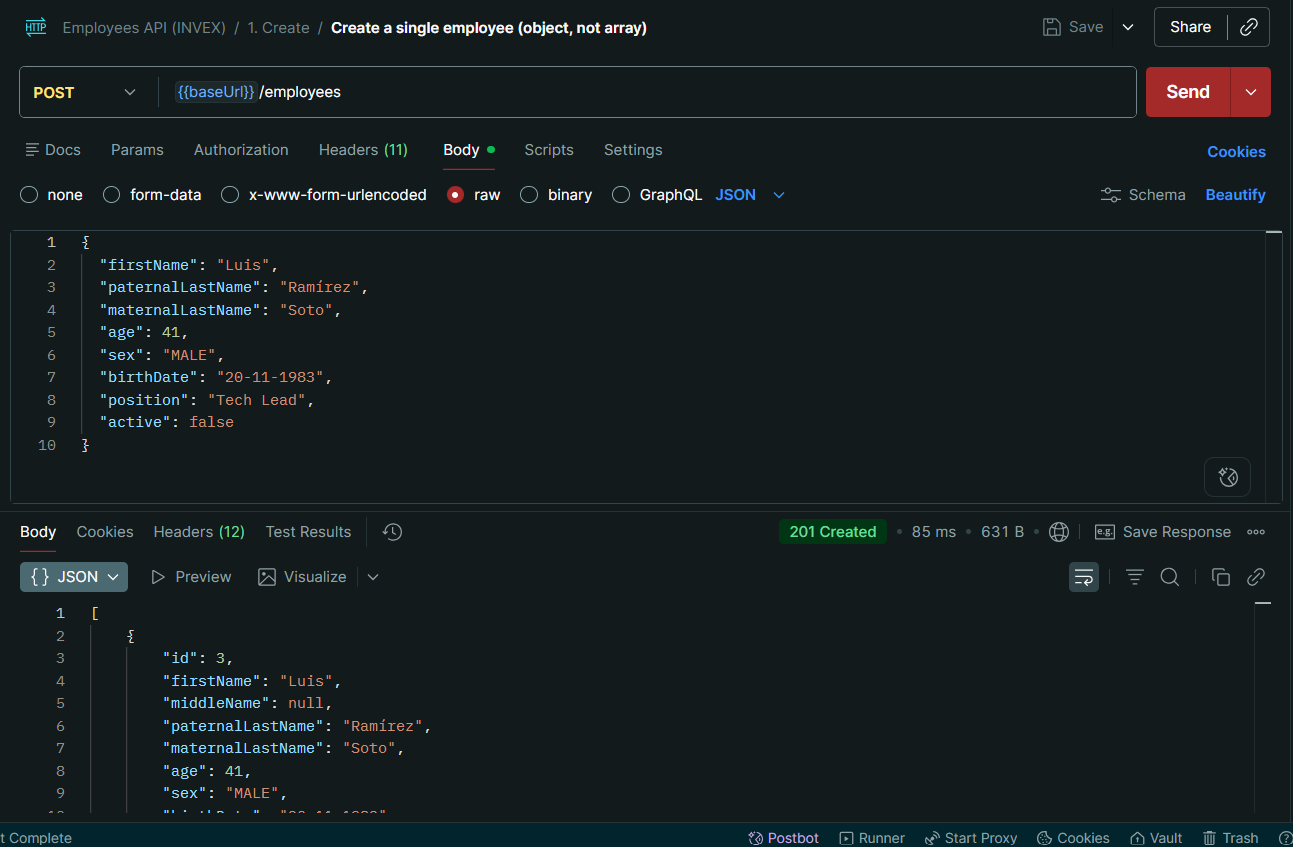 HTTP Employees API (INVEX) / 1. Create / Create a single employee (object, not array) Save Share
POST {{baseUrl}} /employees Send
Docs Params Authorization Headers (11) Body Scripts Settings Cookies
none form-data x-www-form-urlencoded raw binary GraphQL JSON Schema Beautify
1 {
2 "firstName": "Luis",
3 "paternalLastName": "Ramírez",
4 "maternalLastName": "Soto",
5 "age": 41,
6 "sex": "MALE",
7 "birthDate": "20-11-1983",
8 "position": "Tech Lead",
9 "active": false
10 }
Body Cookies Headers (12) Test Results 201 Created • 85 ms • 631 B • e.g. Save Response
{} JSON Preview Visualize
1 [
2 {
3 "id": 3,
4 "firstName": "Luis",
5 "middleName": null,
6 "paternalLastName": "Ramírez",
7 "maternalLastName": "Soto",
8 "age": 41,
9 "sex": "MALE",
t Complete Postbot Runner Start Proxy Cookies Vault Trash